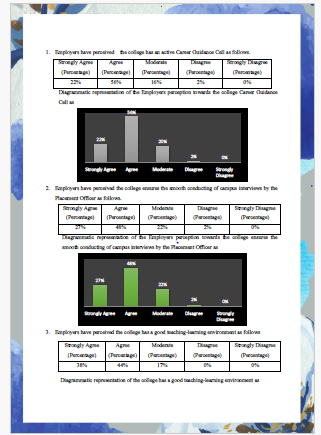 1. Employers have perceived the college has an active Career Guidance Cell as follows.
Strongly Agree Agree Moderate Disagree Strongly Disagree
(Percentage) (Percentage) (Percentage) (Percentage) (Percentage)
22% 56% 16% 2% 0%
Diagrammatic representation of the Employers perception towards the college Career Guidance
Cell as
56%
22% 20% 2% 0%
Strongly Agree Agree Moderate Disagree Strongly
Disagree
2. Employers have perceived the college ensures the smooth conducting of campus interviews by the
Placement Officer as follows.
Strongly Agree Agree Moderate Disagree Strongly Disagree
(Percentage) (Percentage) (Percentage) (Percentage) (Percentage)
27% 48% 22% 2% 0%
Diagrammatic representation of the Employers perception towards the college ensures the
smooth conducting of campus interviews by the Placement Officer as
48%
27% 22% 2% 0%
Strongly Agree Agree Moderate Disagree Strongly
Disagree
3. Employers have perceived the college has a good teaching-learning environment as follows
Strongly Agree Agree Moderate Disagree Strongly Disagree
(Percentage) (Percentage) (Percentage) (Percentage) (Percentage)
38% 44% 17% 0% 0%
Diagrammatic representation of the college has a good teaching-learning environment as